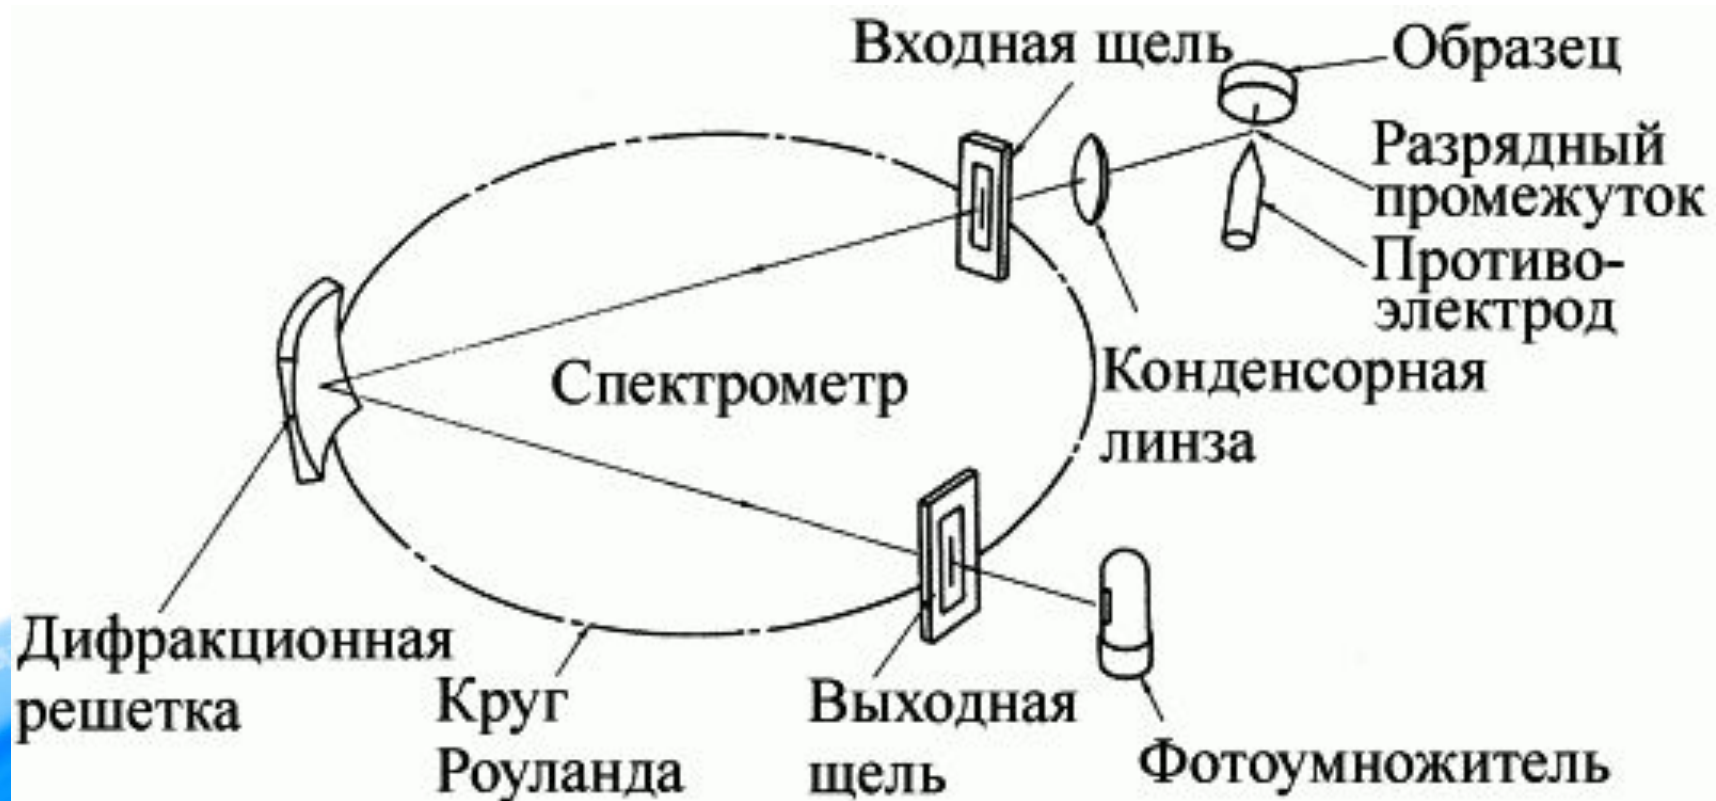 Входная щель
Образец
Разрядный
промежуток
Противо-
электрод
Конденсорная
линза
Спектрометр
Дифракционная
решетка
Круг
Роуланда
Выходная
щель
Фотоумножитель